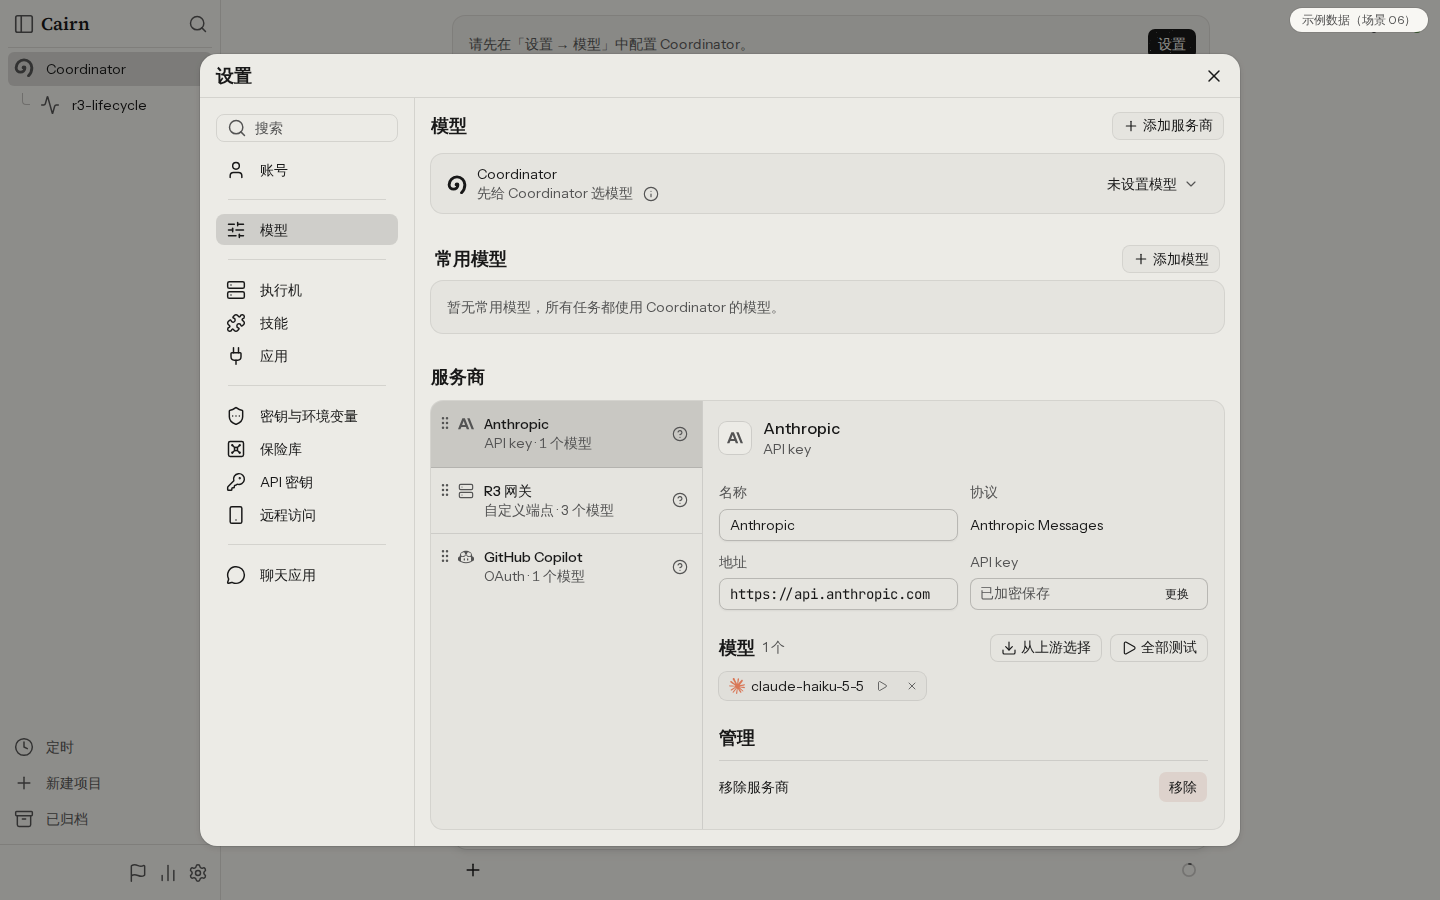 Cairn
Coordinator
r3-lifecycle
定时
新建项目
已归档
请先在「设置 → 模型」中配置 Coordinator。
设置
示例数据（场景 06）
设置
搜索
账号
模型
执行机
技能
应用
密钥与环境变量
保险库
API 密钥
远程访问
聊天应用
模型
添加服务商
Coordinator
先给 Coordinator 选模型
未设置模型
常用模型
添加模型
暂无常用模型，所有任务都使用 Coordinator 的模型。
服务商
Anthropic
API key · 1 个模型
R3 网关
自定义端点 · 3 个模型
GitHub Copilot
OAuth · 1 个模型
Anthropic
API key
名称
协议
Anthropic
Anthropic Messages
地址
API key
https://api.anthropic.com
已加密保存
更换
模型 1 个
从上游选择
全部测试
claude-haiku-5-5
管理
移除服务商
移除